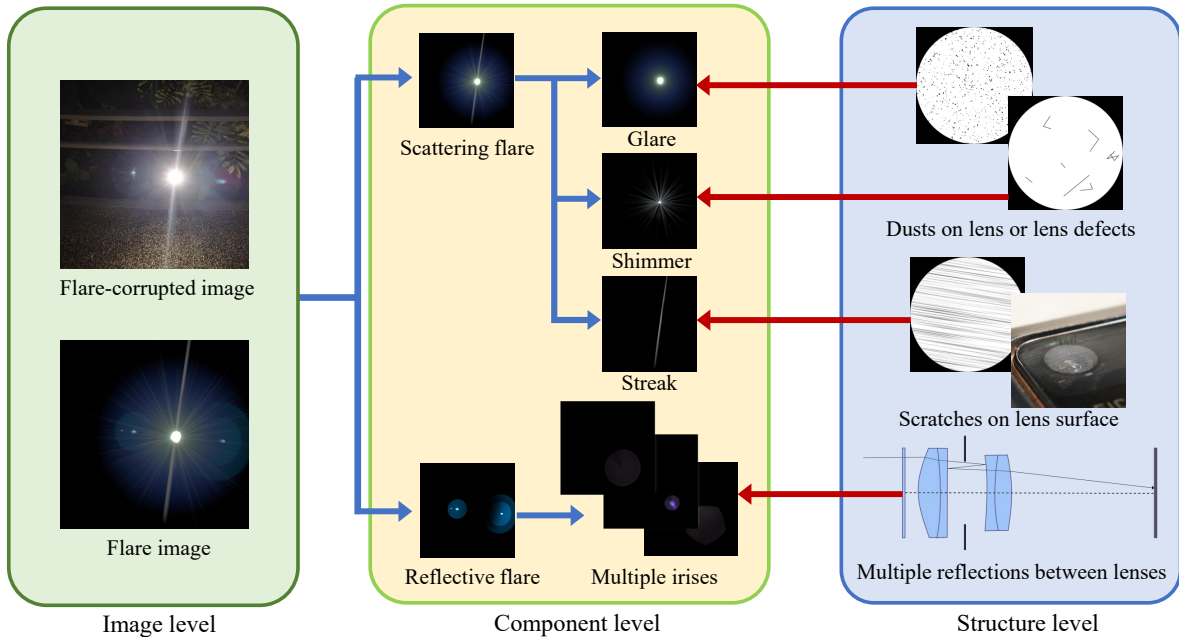 Flare-corrupted image
Flare image
Image level
Scattering flare
Glare
Shimmer
Streak
Reflective flare
Multiple irises
Component level
Dusts on lens or lens defects
Scratches on lens surface
Multiple reflections between lenses
Structure level